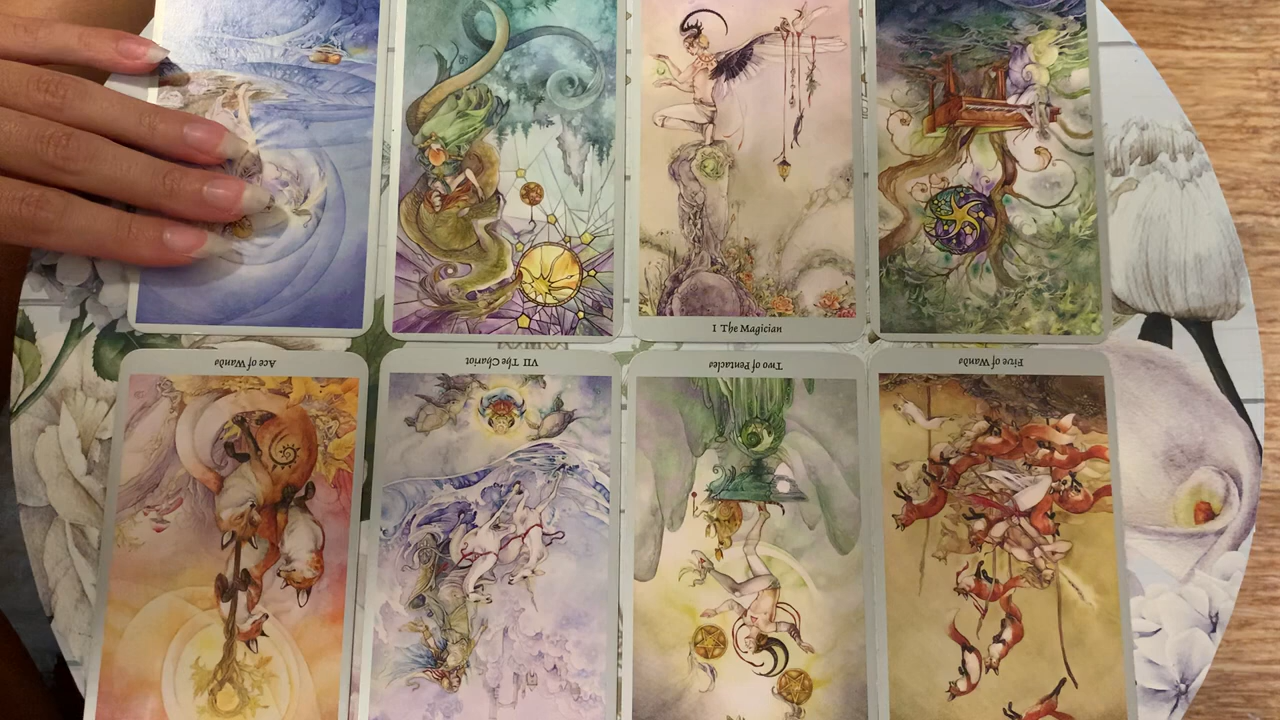 I The Magician
Ace of Wands
VII The Chariot
Two of Pentacles
Five of Wands